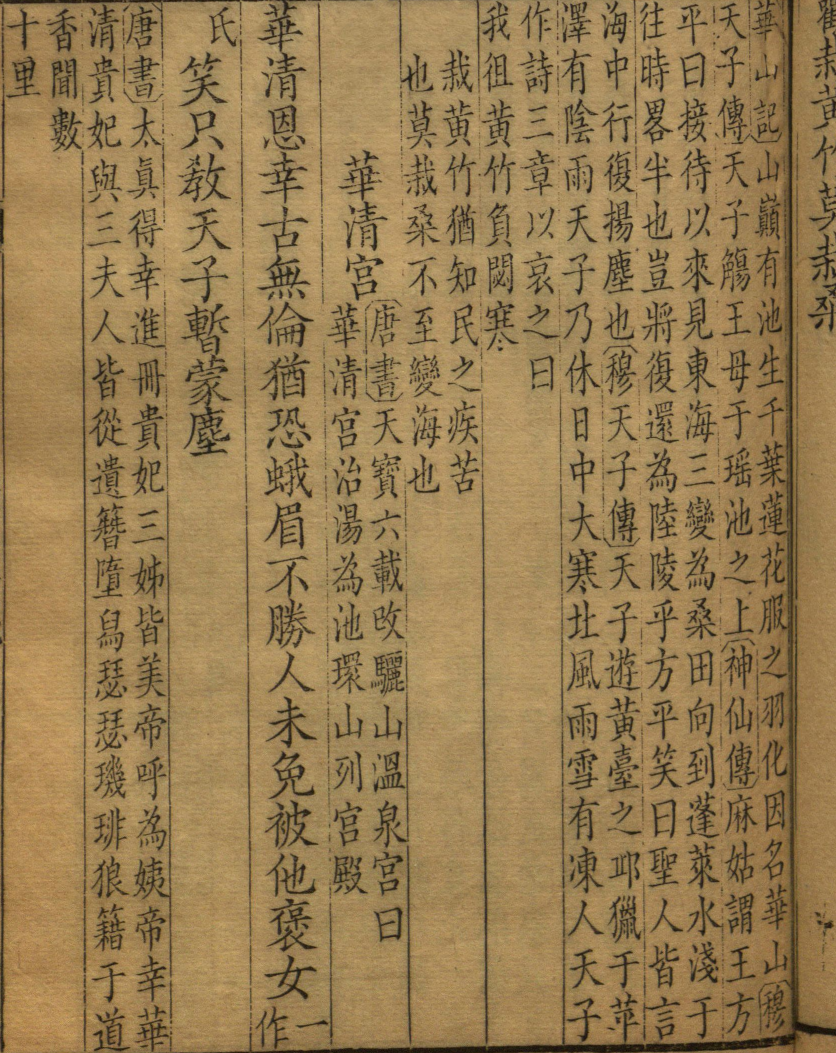 觀栽黃竹莫栽桑
華山記山巔有池生千葉蓮花服之羽化因名華山穆
天子傳天子觴王母于瑶池之上神仙傳麻姑謂王方
平曰接待以來見東海三變為桑田向到蓬萊水淺于
往時畧半也豈將復還為陸陵乎方平笑曰聖人皆言
海中行復揚塵也穆天子傳天子遊黃臺之邱獵于苹
澤有陰雨天子乃休日中大寒北風雨雪有凍人天子
作詩三章以哀之曰
我徂黃竹負閟寒
栽黃竹猶知民之疾苦
也莫栽桑不至變海也
華清宮
唐書天寶六載改驪山溫泉宮曰
華清宮治湯為池環山列宮殿
華清恩幸古無倫猶恐蛾眉不勝人未免被他褒女
一作
氏
笑只教天子暫蒙塵
唐書太真得幸進冊貴妃三姊皆美帝呼為姨帝幸華
清貴妃與三夫人皆從遺簪墮舄瑟瑟璣琲狼籍于道
香聞數
十里